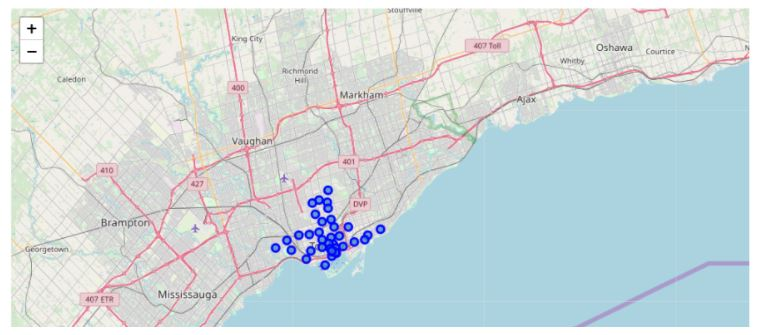 Stouffville
+
−
King City
407 Toll
Oshawa
Courtice
Whitby
Richmond
Hill
Caledon
400
Markham
Ajax
Vaughan
401
410
427
DVP
Brampton
Georgetown
Mississauga
407 ETR